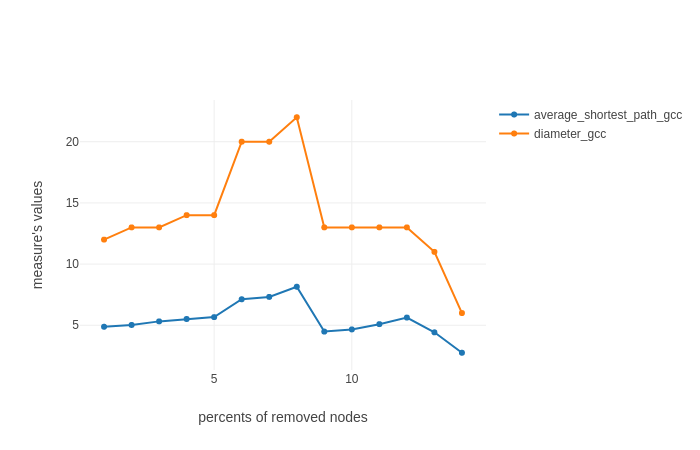 average_shortest_path_gcc
diameter_gcc
measure's values
20
15
10
5
5
10
percents of removed nodes